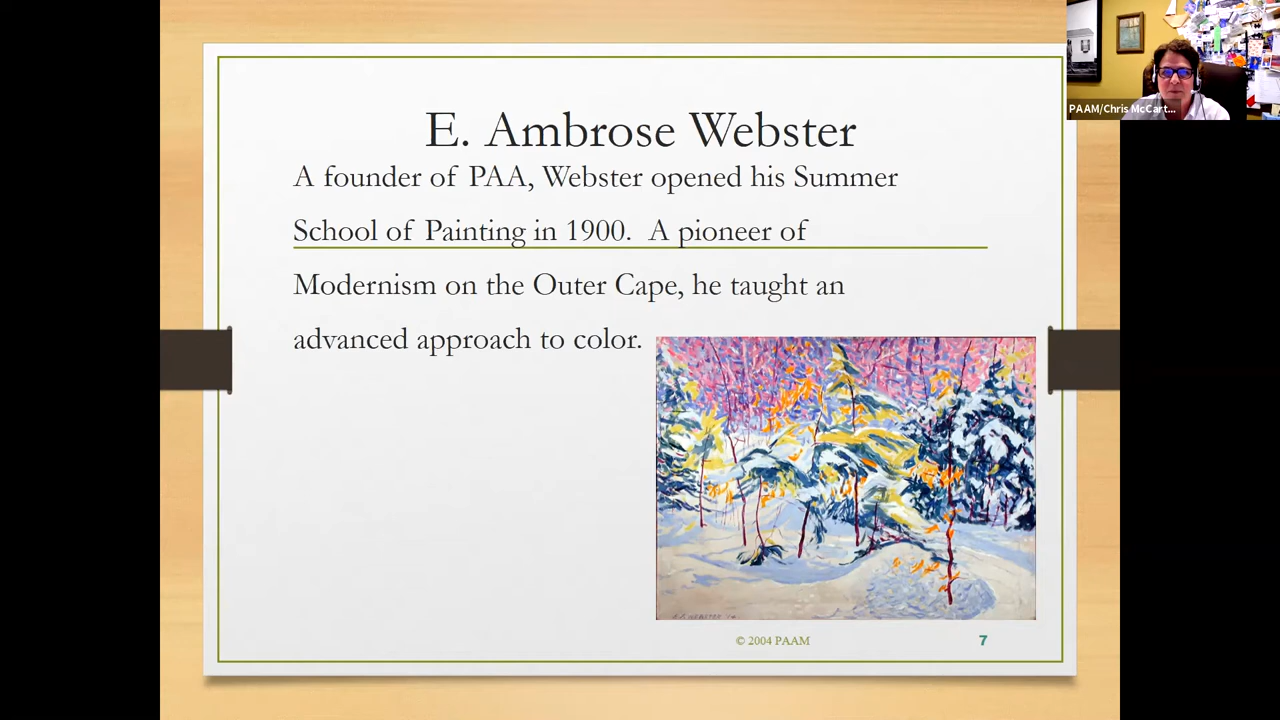 PAAM/Chris McCart...
E. Ambrose Webster
A founder of PAA, Webster opened his Summer
School of Painting in 1900. A pioneer of
Modernism on the Outer Cape, he taught an
advanced approach to color.
© 2004 PAAM
7